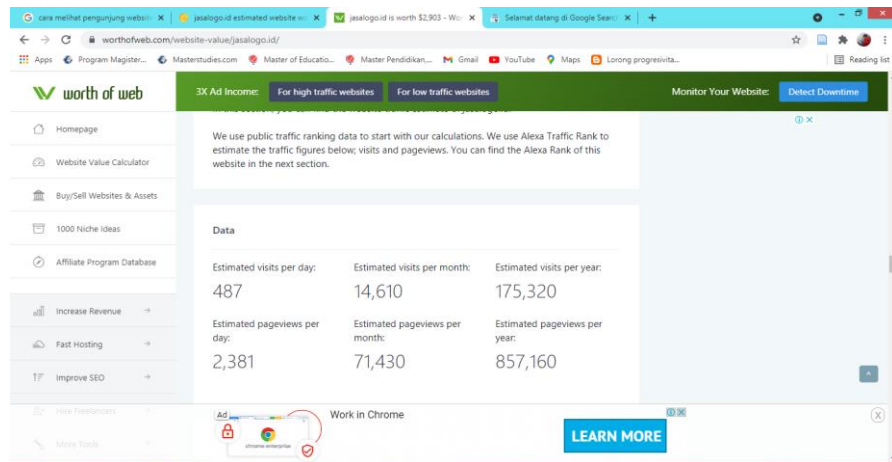 cara melihat pengunjung websit
jasalogo.id estimated website wo
jasalogo.id is worth $2,903 - Wo
Selamat datang di Google Searc
worthofweb.com/website-value/jasalogo.id/
Apps
Program Magister...
Masterstudies.com
Master of Educatio...
Master Pendidikan,...
Gmail
YouTube
Maps
Lorong progresivita...
Reading list
worth of web
3X Ad Income:
For high traffic websites
For low traffic websites
Monitor Your Website:
Detect Downtime
Homepage
Website Value Calculator
Buy/Sell Websites & Assets
1000 Niche Ideas
Affiliate Program Database
Increase Revenue
Fast Hosting
Improve SEO
Hire Freelancers
More Tools
We use public traffic ranking data to start with our calculations. We use Alexa Traffic Rank to
estimate the traffic figures below; visits and pageviews. You can find the Alexa Rank of this
website in the next section.
Data
Estimated visits per day:
487
Estimated visits per month:
14,610
Estimated visits per year:
175,320
Estimated pageviews per
day:
2,381
Estimated pageviews per
month:
71,430
Estimated pageviews per
year:
857,160
Ad
chrome enterprise
Work in Chrome
LEARN MORE